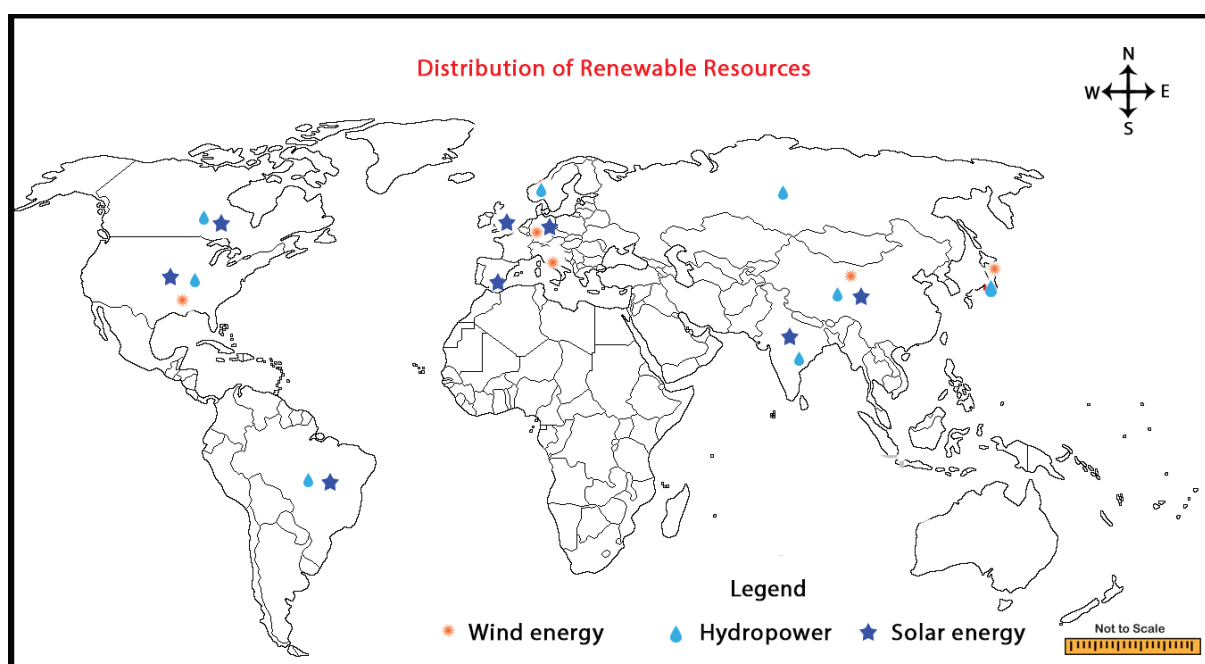 Distribution of Renewable Resources
N
W E
S
Legend
Wind energy Hydropower Solar energy
Not to Scale